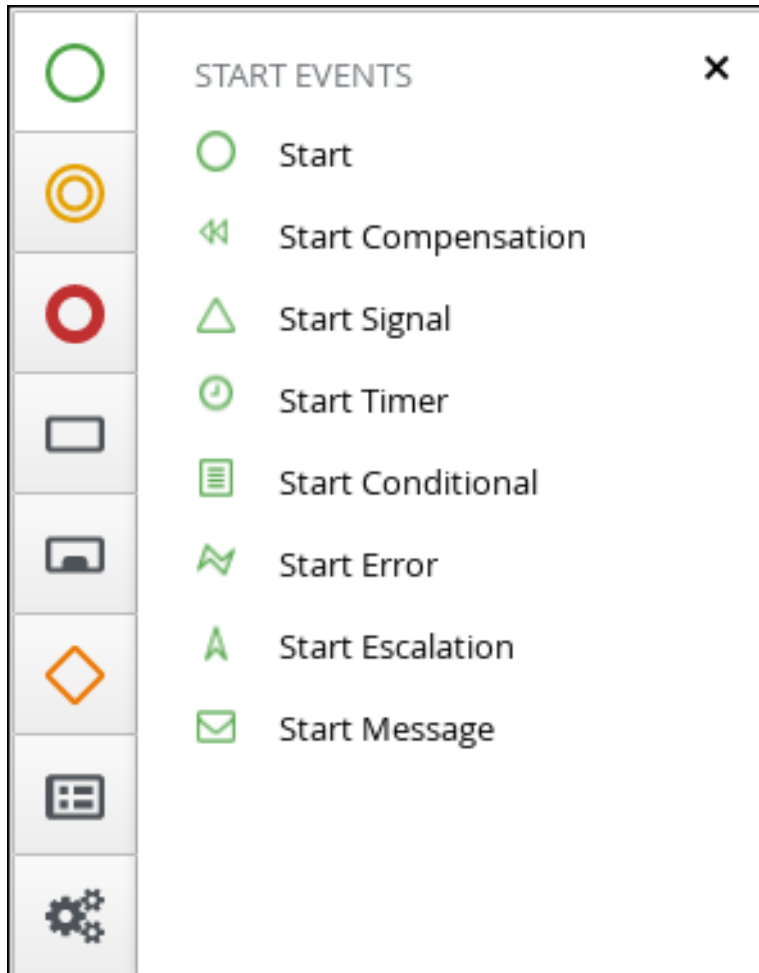 START EVENTS
Start
Start Compensation
Start Signal
Start Timer
Start Conditional
Start Error
Start Escalation
Start Message